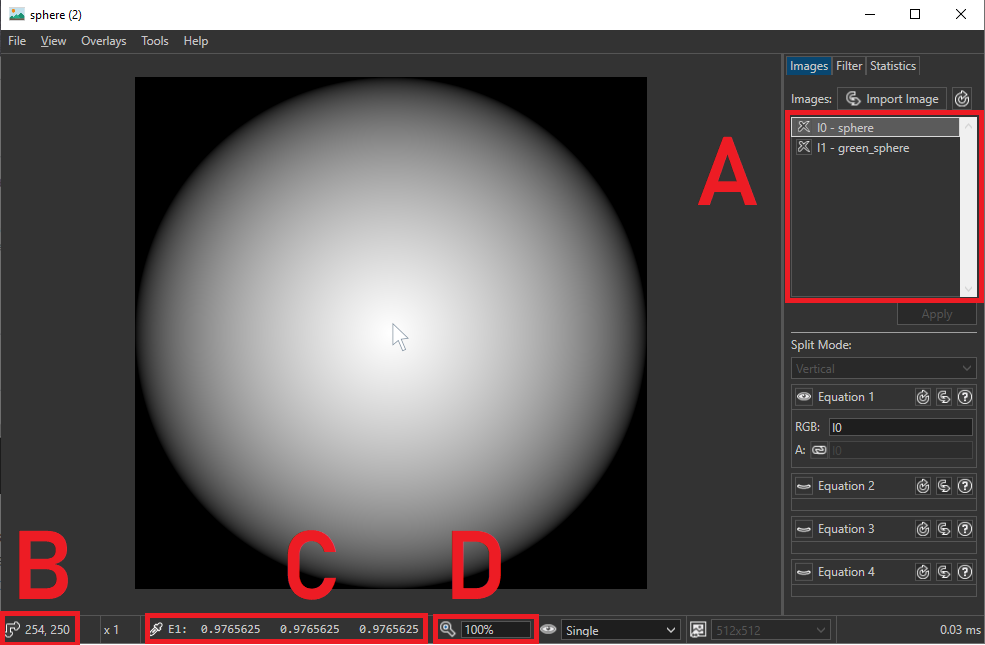 sphere (2)
File View Overlays Tools Help
Images Filter Statistics
Images: Import Image
I0 - sphere
I1 - green_sphere
A
Apply
Split Mode:
Vertical
Equation 1
RGB: I0
A: I0
Equation 2
Equation 3
Equation 4
B
C
D
254, 250
x 1
E1: 0.9765625 0.9765625 0.9765625
100%
Single
512x512
0.03 ms